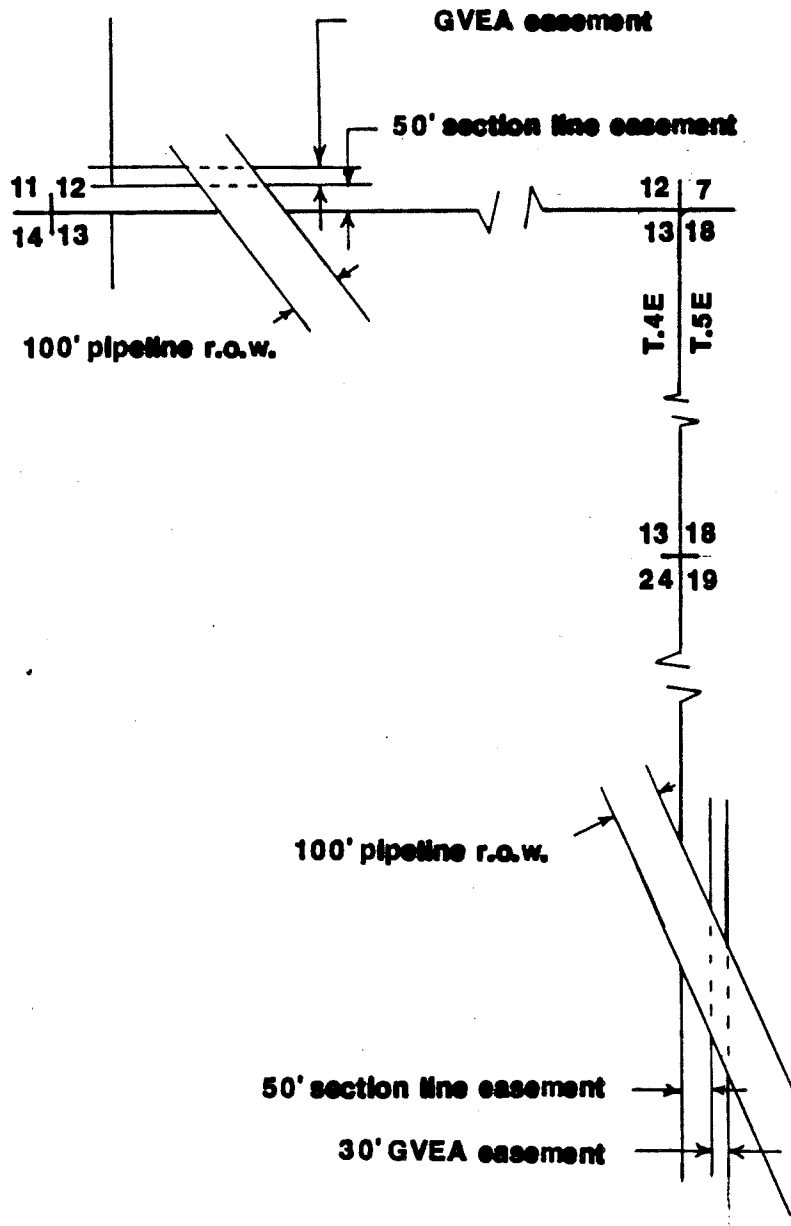 GVEA easement
50' section line easement
11 12
14 13
12 7
13 18
100' pipeline r.o.w.
T.4E
T.5E
13 18
24 19
100' pipeline r.o.w.
50' section line easement
30' GVEA easement